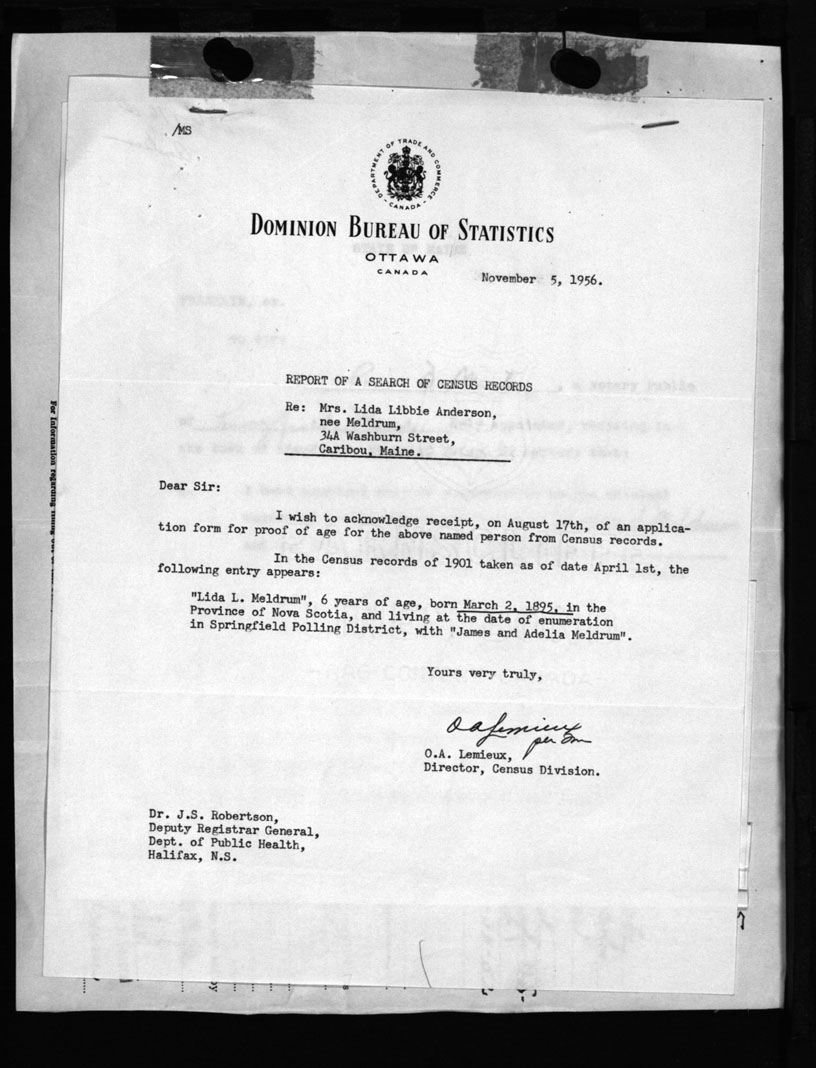 /MS
DEPARTMENT OF TRADE AND COMMERCE
CANADA
DOMINION BUREAU OF STATISTICS
OTTAWA
CANADA
November 5, 1956.
REPORT OF A SEARCH OF CENSUS RECORDS
Re: Mrs. Lida Libbie Anderson,
nee Meldrum,
34A Washburn Street,
Caribou, Maine.
Dear Sir:
I wish to acknowledge receipt, on August 17th, of an applica-
tion form for proof of age for the above named person from Census records.
In the Census records of 1901 taken as of date April 1st, the
following entry appears:
"Lida L. Meldrum", 6 years of age, born March 2, 1895, in the
Province of Nova Scotia, and living at the date of enumeration
in Springfield Polling District, with "James and Adelia Meldrum".
Yours very truly,
O A Lemieux
per
O.A. Lemieux,
Director, Census Division.
Dr. J.S. Robertson,
Deputy Registrar General,
Dept. of Public Health,
Halifax, N.S.
For information regarding